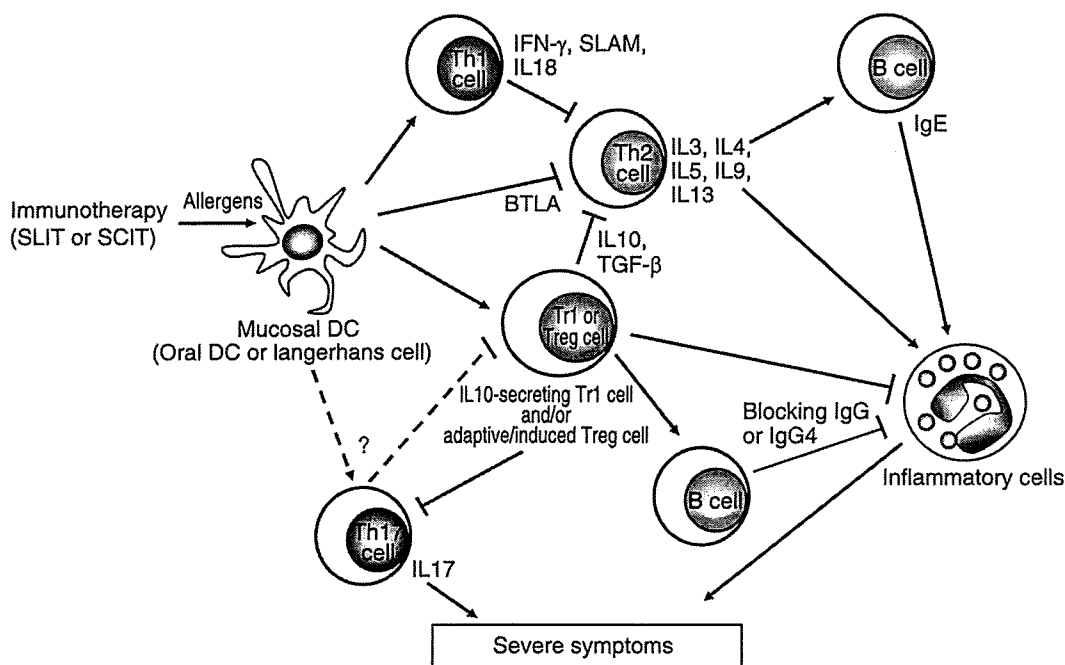 IFN-γ, SLAM,
IL18
Th1
cell
B cell
IgE
Th2
cell
IL3, IL4,
IL5, IL9,
IL13
BTLA
Allergens
Immunotherapy
(SLIT or SCIT)
IL10,
TGF-β
Mucosal DC
(Oral DC or langerhans cell)
Tr1 or
Treg cell
IL10-secreting Tr1 cell
and/or
adaptive/induced Treg cell
Blocking IgG
or IgG4
Inflammatory cells
?
B cell
Th17
cell
IL17
Severe symptoms